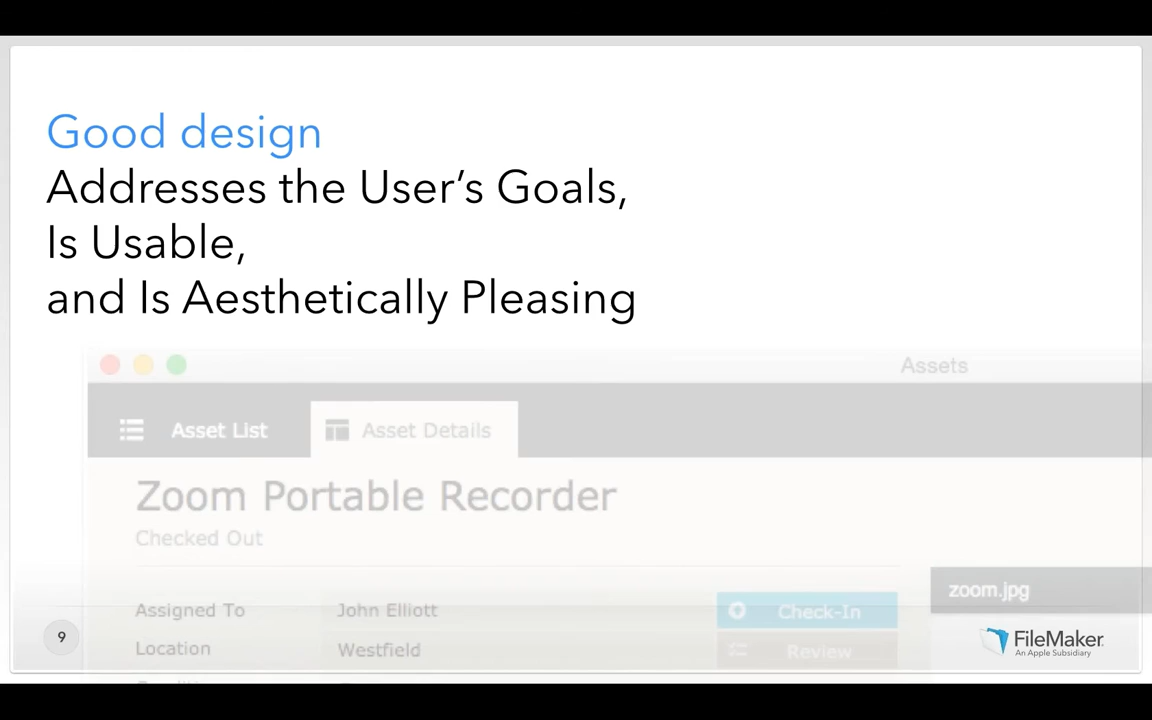 Good design
Addresses the User’s Goals,
Is Usable,
and Is Aesthetically Pleasing
Assets
Asset List
Asset Details
Zoom Portable Recorder
Checked Out
zoom.jpg
Assigned To
John Elliott
Check-In
Location
Westfield
Review
9
FileMaker
An Apple Subsidiary